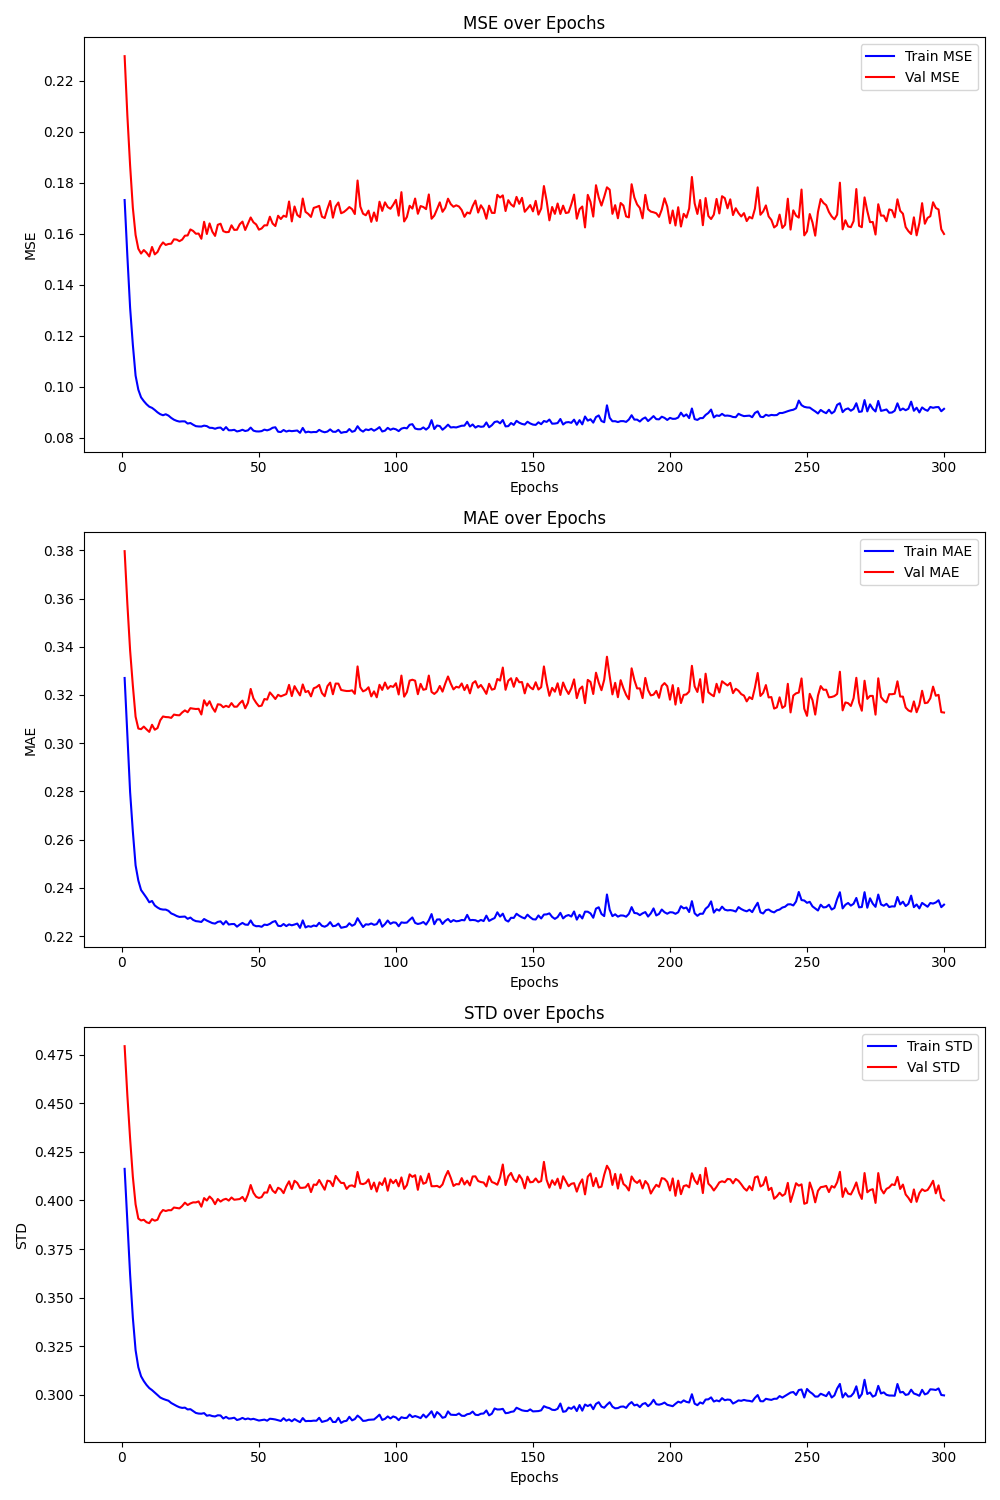 MSE over Epochs
Train MSE
Val MSE
MSE
0.22
0.20
0.18
0.16
0.14
0.12
0.10
0.08
0 50 100 150 200 250 300
Epochs
MAE over Epochs
Train MAE
Val MAE
MAE
0.38
0.36
0.34
0.32
0.30
0.28
0.26
0.24
0.22
0 50 100 150 200 250 300
Epochs
STD over Epochs
Train STD
Val STD
STD
0.475
0.450
0.425
0.400
0.375
0.350
0.325
0.300
0 50 100 150 200 250 300
Epochs